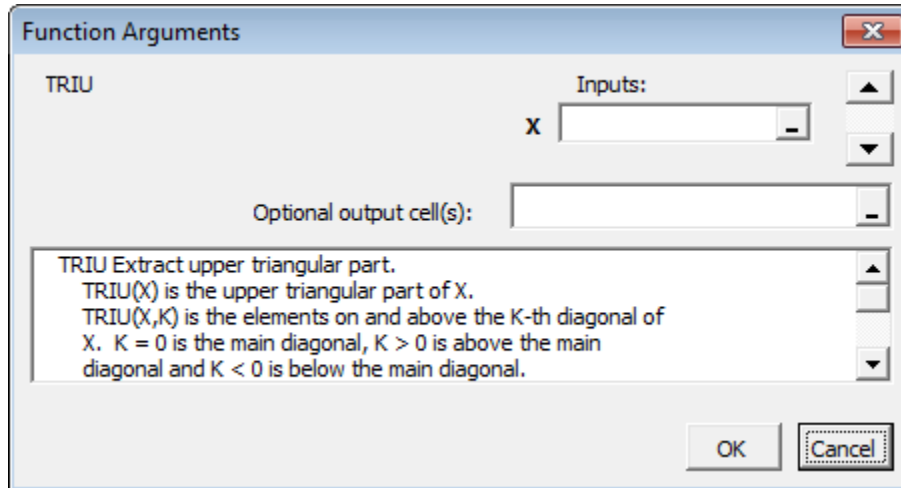 Function Arguments
TRIU
Inputs:
X
Optional output cell(s):
TRIU Extract upper triangular part.
TRIU(X) is the upper triangular part of X.
TRIU(X,K) is the elements on and above the K-th diagonal of
X.  K = 0 is the main diagonal, K > 0 is above the main
diagonal and K < 0 is below the main diagonal.
OK
Cancel